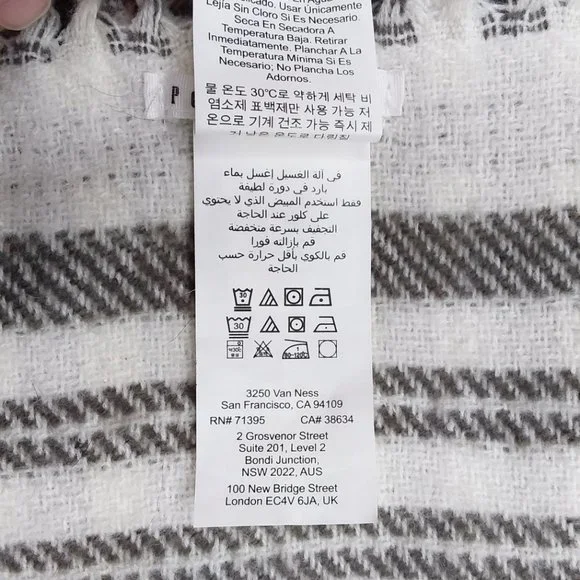 Lejía Sin Cloro Si Es Necesario.
Seca En Secadora A
Temperatura Baja. Retirar
Inmediatamente. Planchar A La
Temperatura Mínima Si Es
Necesario; No Plancha Los
Adornos.
물 온도 30℃로 약하게 세탁 비
염소제 표백제만 사용 가능 저
온으로 기계 건조 가능 즉시 제
في ألة الغسيل إغسل بماء
بارد في دورة لطيفة
فقط استخدم المبيض الذي لا يحتوي
على كلور عند الحاجة
التجفيف بسرعة منخفضة
قم بإزالته فورا
قم بالكوي بأقل حرارة حسب
الحاجة
30
30
3250 Van Ness
San Francisco, CA 94109
RN# 71395 CA# 38634
2 Grosvenor Street
Suite 201, Level 2
Bondi Junction,
NSW 2022, AUS
100 New Bridge Street
London EC4V 6JA, UK